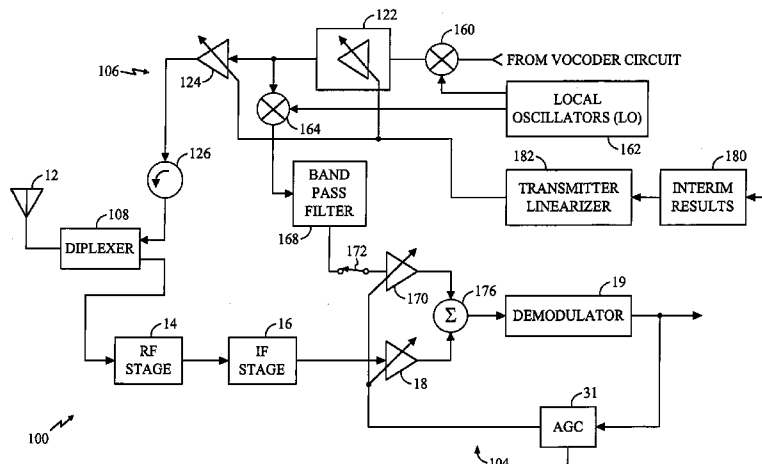 122
160
FROM VOCODER CIRCUIT
106
124
164
LOCAL
OSCILLATORS (LO)
162
126
12
BAND
PASS
FILTER
168
182
TRANSMITTER
LINEARIZER
180
INTERIM
RESULTS
108
DIPLEXER
172
170
176
Σ
19
DEMODULATOR
14
RF
STAGE
16
IF
STAGE
18
31
AGC
100
104